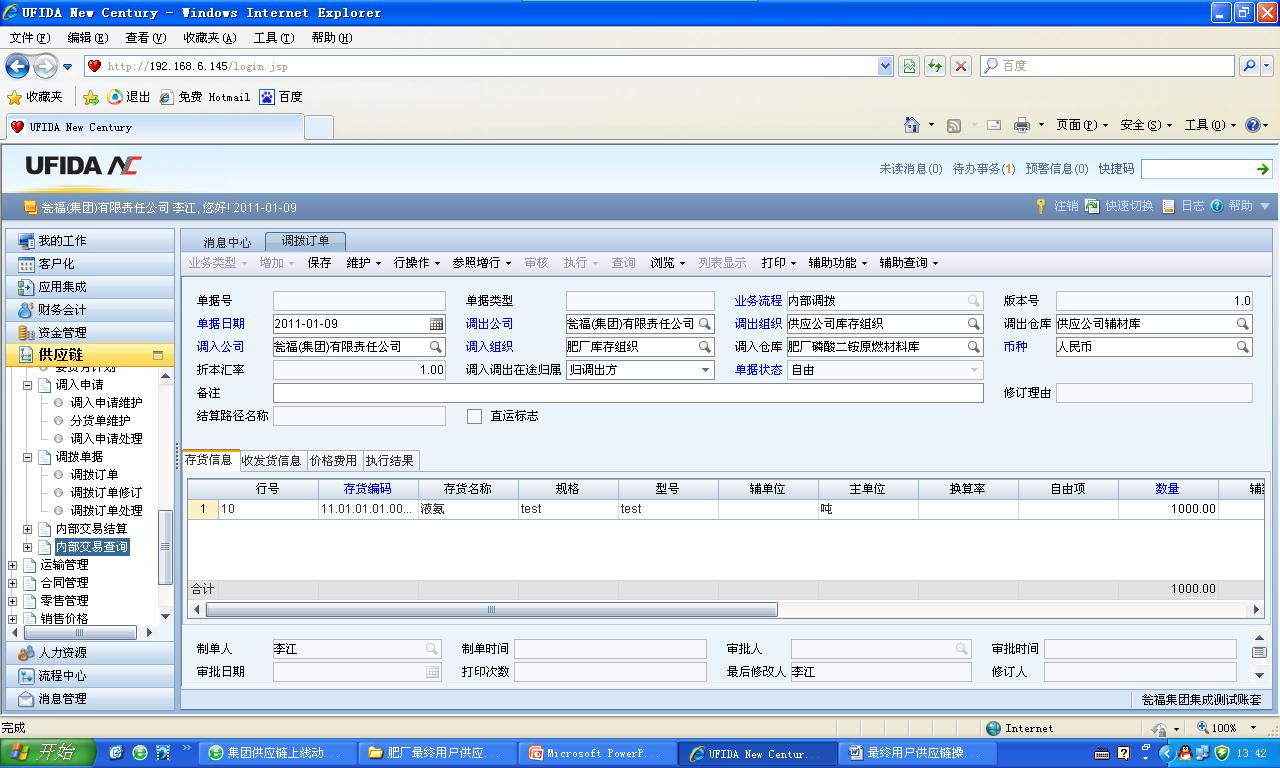 UFIDA New Century - Windows Internet Explorer
文件(F) 编辑(E) 查看(V) 收藏夹(A) 工具(T) 帮助(H)
http://192.168.6.145/login.jsp 百度
收藏夹 退出 免费 Hotmail 百度
UFIDA New Century 页面(P) 安全(S) 工具(O)
UFIDA NC 未读消息(0) 待办事务(1) 预警信息(0) 快捷码
瓮福(集团)有限责任公司 李江,您好! 2011-01-09 注销 快速切换 日志 帮助
我的工作
客户化
应用集成
财务会计
资金管理
供应链
调入申请
调入申请维护
分货单维护
调入申请处理
调拨单据
调拨订单
调拨订单修订
调拨订单处理
内部交易结算
内部交易查询
运输管理
合同管理
零售管理
销售价格
人力资源
流程中心
消息管理
消息中心 调拨订单
业务类型 增加 保存 维护 行操作 参照增行 审核 执行 查询 浏览 列表显示 打印 辅助功能 辅助查询
单据号 单据类型 业务流程 内部调拨 版本号 1.0
单据日期 2011-01-09 调出公司 瓮福(集团)有限责任公司 调出组织 供应公司库存组织 调出仓库 供应公司辅材库
调入公司 瓮福(集团)有限责任公司 调入组织 肥厂库存组织 调入仓库 肥厂磷酸二铵原燃材料库 币种 人民币
折本汇率 1.00 调入调出在途归属 归调出方 单据状态 自由
备注 修订理由
结算路径名称 直运标志
存货信息 收发货信息 价格费用 执行结果
行号 存货编码 存货名称 规格 型号 辅单位 主单位 换算率 自由项 数量
1 10 11.01.01.01.00... 液氨 test test 吨 1000.00
合计 1000.00
制单人 李江 制单时间 审批人 审批时间
审批日期 打印次数 最后修改人 李江 修订人
瓮福集团集成测试账套
完成 Internet 100%
开始 集团供应链上线动... 肥厂最终用户供应... Microsoft PowerP... UFIDA New Centur... 最终用户供应链操... 13:42